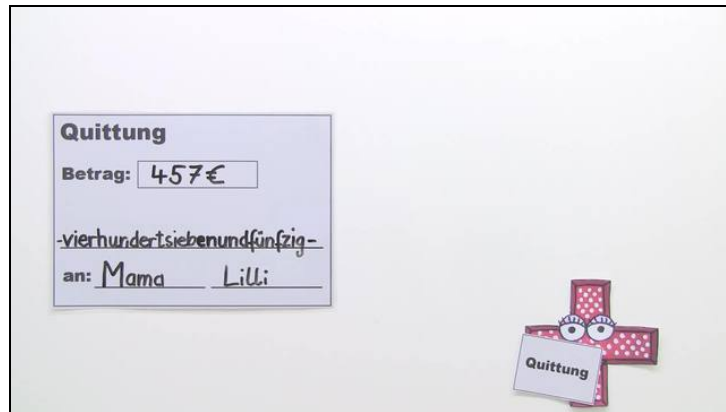 Quittung
Betrag: 457€
-vierhundertsiebenundfünfzig-
an: Mama Lilli
Quittung